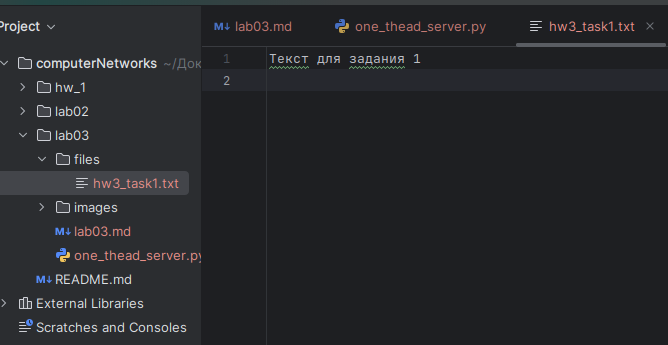 Project
lab03.md
one_thead_server.py
hw3_task1.txt
computerNetworks ~/Док
hw_1
lab02
lab03
files
hw3_task1.txt
images
lab03.md
one_thead_server.py
README.md
External Libraries
Scratches and Consoles
1 Текст для задания 1
2